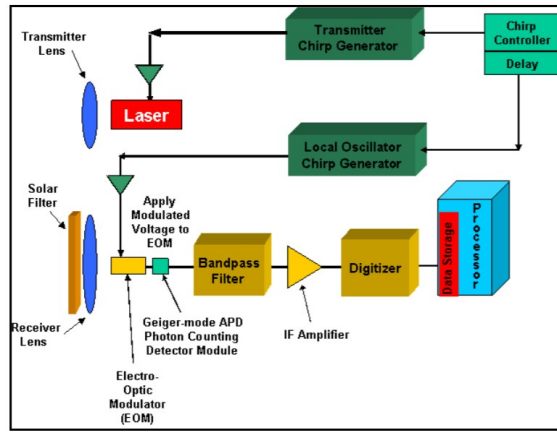 Transmitter
Lens
Transmitter
Chirp Generator
Chirp
Controller
Delay
Laser
Local Oscillator
Chirp Generator
Solar
Filter
Apply
Modulated
Voltage to
EOM
Bandpass
Filter
Digitizer
Data Storage
Processor
Receiver
Lens
Geiger-mode APD
Photon Counting
Detector Module
IF Amplifier
Electro-
Optic
Modulator
(EOM)